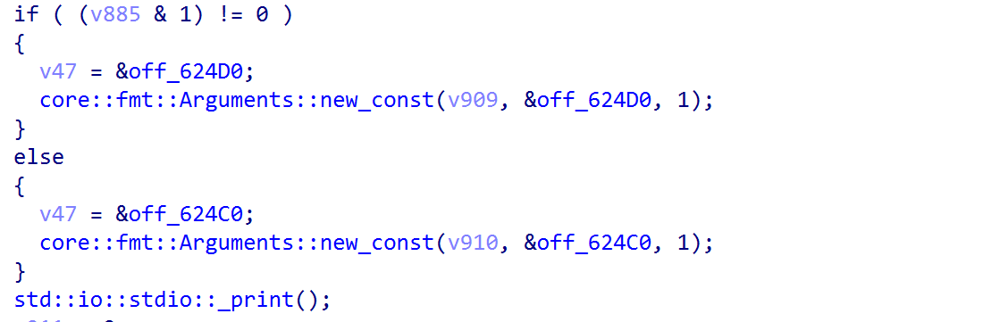 if ( (v885 & 1) != 0 )
{
  v47 = &off_624D0;
  core::fmt::Arguments::new_const(v909, &off_624D0, 1);
}
else
{
  v47 = &off_624C0;
  core::fmt::Arguments::new_const(v910, &off_624C0, 1);
}
std::io::stdio::_print();